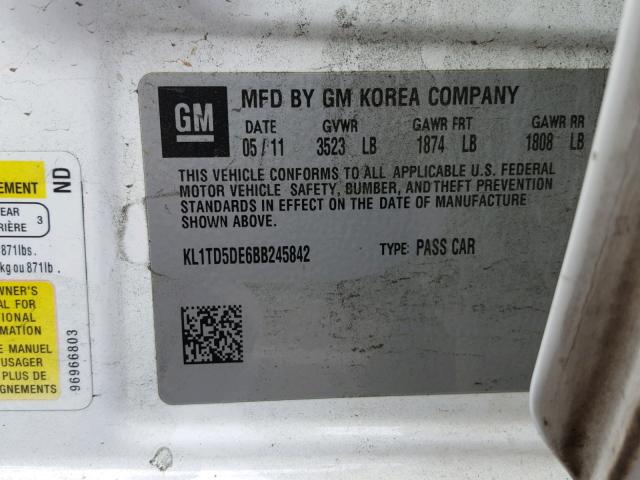 GM
MFD BY GM KOREA COMPANY
DATE GVWR GAWR FRT GAWR RR
05/11 3523 LB 1874 LB 1808 LB
THIS VEHICLE CONFORMS TO ALL APPLICABLE U.S. FEDERAL
MOTOR VEHICLE SAFETY, BUMBER, AND THEFT PREVENTION
STANDARDS IN EFFECT ON THE DATE OF MANUFACTURE
SHOWN ABOVE.
KL1TD5DE6BB245842 TYPE: PASS CAR
EMENT
ND
EAR
RIÈRE 3
871lbs.
kg ou 871lb.
WNER'S
AL FOR
TIONAL
RMATION
E MANUEL
USAGER
PLUS DE
IGNEMENTS
96966803